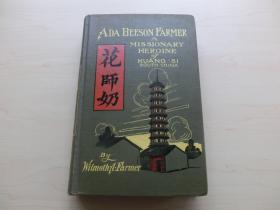 ADA BEESON FARMER
A MISSIONARY
HEROINE
OF
KUANG SI
SOUTH CHINA
花師奶
By
Wilmoth A. Farmer